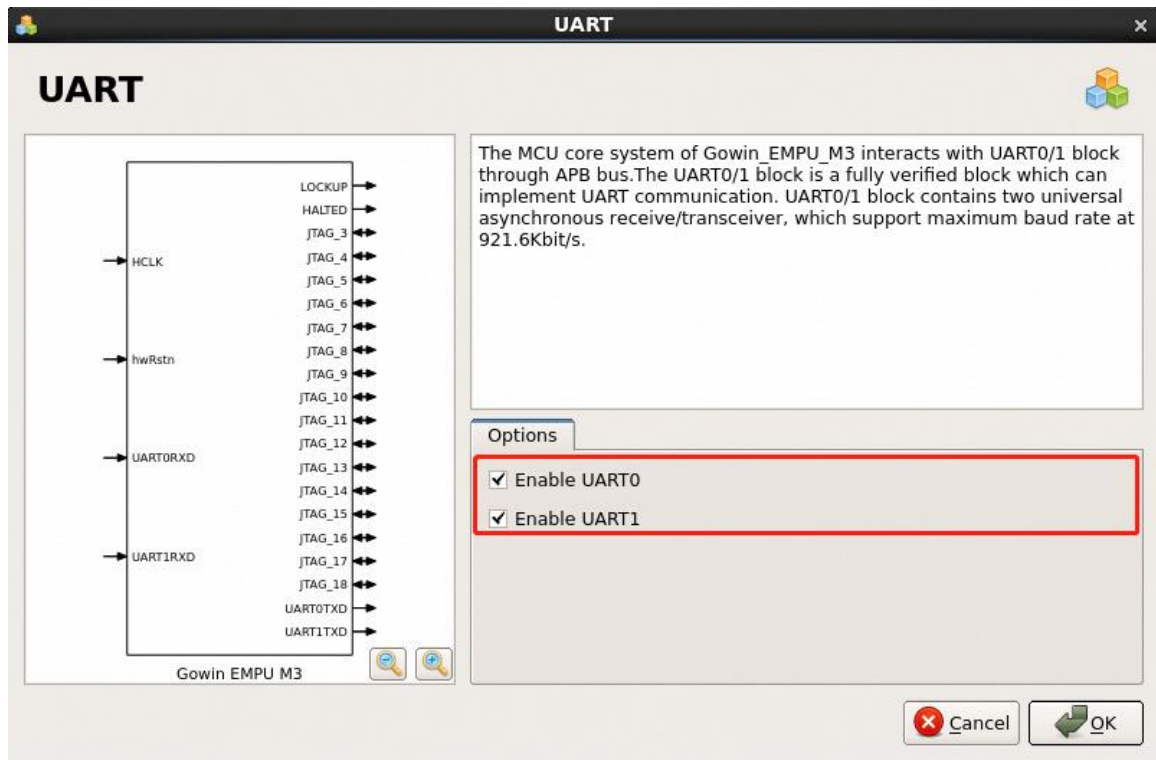 UART
UART
LOCKUP
HALTED
JTAG_3
HCLK
JTAG_4
JTAG_5
JTAG_6
JTAG_7
hwRstn
JTAG_8
JTAG_9
JTAG_10
JTAG_11
JTAG_12
UART0RXD
JTAG_13
JTAG_14
JTAG_15
JTAG_16
UART1RXD
JTAG_17
JTAG_18
UART0TXD
UART1TXD
Gowin EMPU M3
The MCU core system of Gowin_EMPU_M3 interacts with UART0/1 block
through APB bus.The UART0/1 block is a fully verified block which can
implement UART communication. UART0/1 block contains two universal
asynchronous receive/transceiver, which support maximum baud rate at
921.6Kbit/s.
Options
Enable UART0
Enable UART1
Cancel
OK